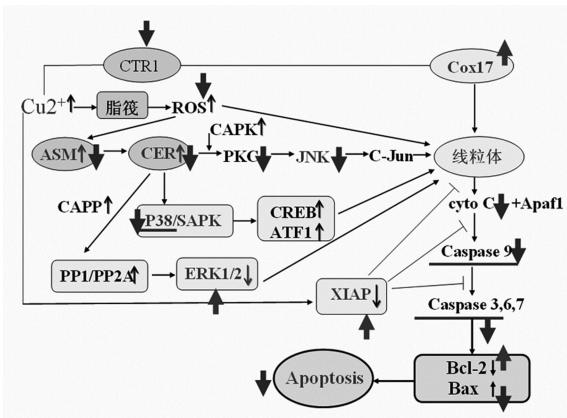 CTR1
Cox17↑
Cu2+↑
脂筏
ROS↑
CAPK↑
ASM↑
CER↑
PKC
JNK
C-Jun
线粒体
CAPP↑
P38/SAPK
CREB↑
ATF1↑
cyto C +Apaf1
Caspase 9
PP1/PP2A↑
ERK1/2↓
XIAP↓
Caspase 3,6,7
Apoptosis
Bcl-2↓
Bax ↑